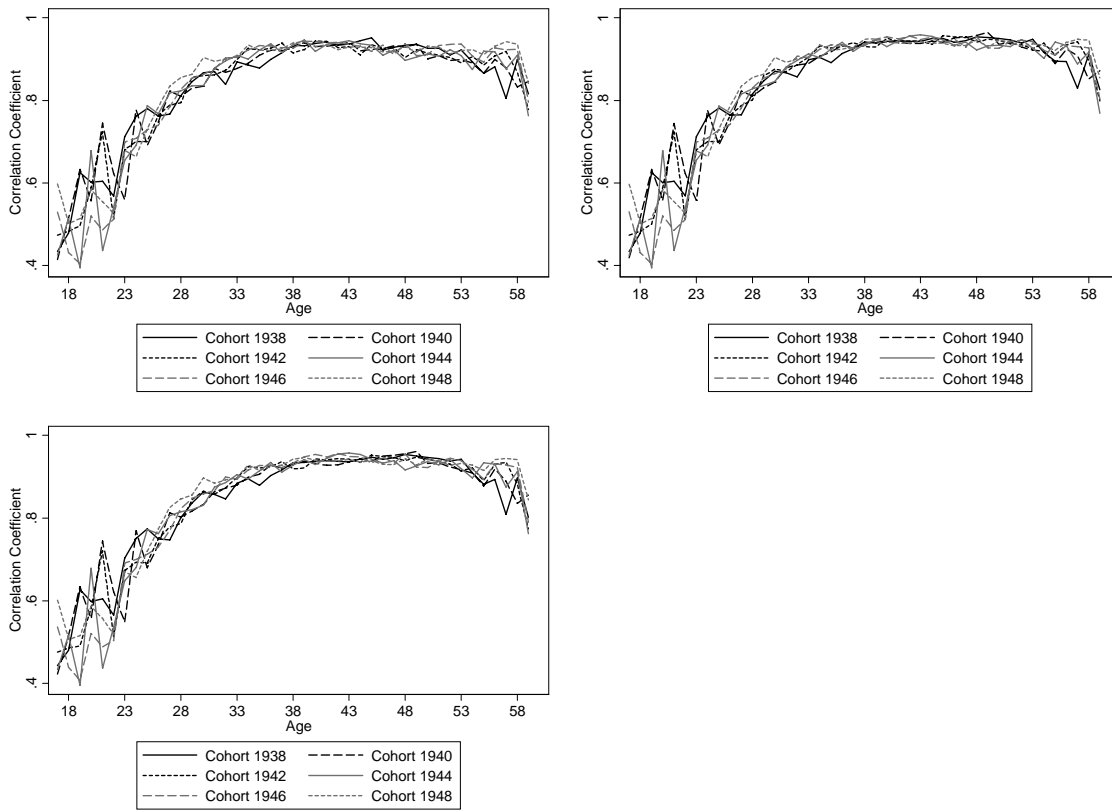 Correlation Coefficient
1
.8
.6
.4
18 23 28 33 38 43 48 53 58
Age
Cohort 1938 Cohort 1940
Cohort 1942 Cohort 1944
Cohort 1946 Cohort 1948
Correlation Coefficient
1
.8
.6
.4
18 23 28 33 38 43 48 53 58
Age
Cohort 1938 Cohort 1940
Cohort 1942 Cohort 1944
Cohort 1946 Cohort 1948
Correlation Coefficient
1
.8
.6
.4
18 23 28 33 38 43 48 53 58
Age
Cohort 1938 Cohort 1940
Cohort 1942 Cohort 1944
Cohort 1946 Cohort 1948